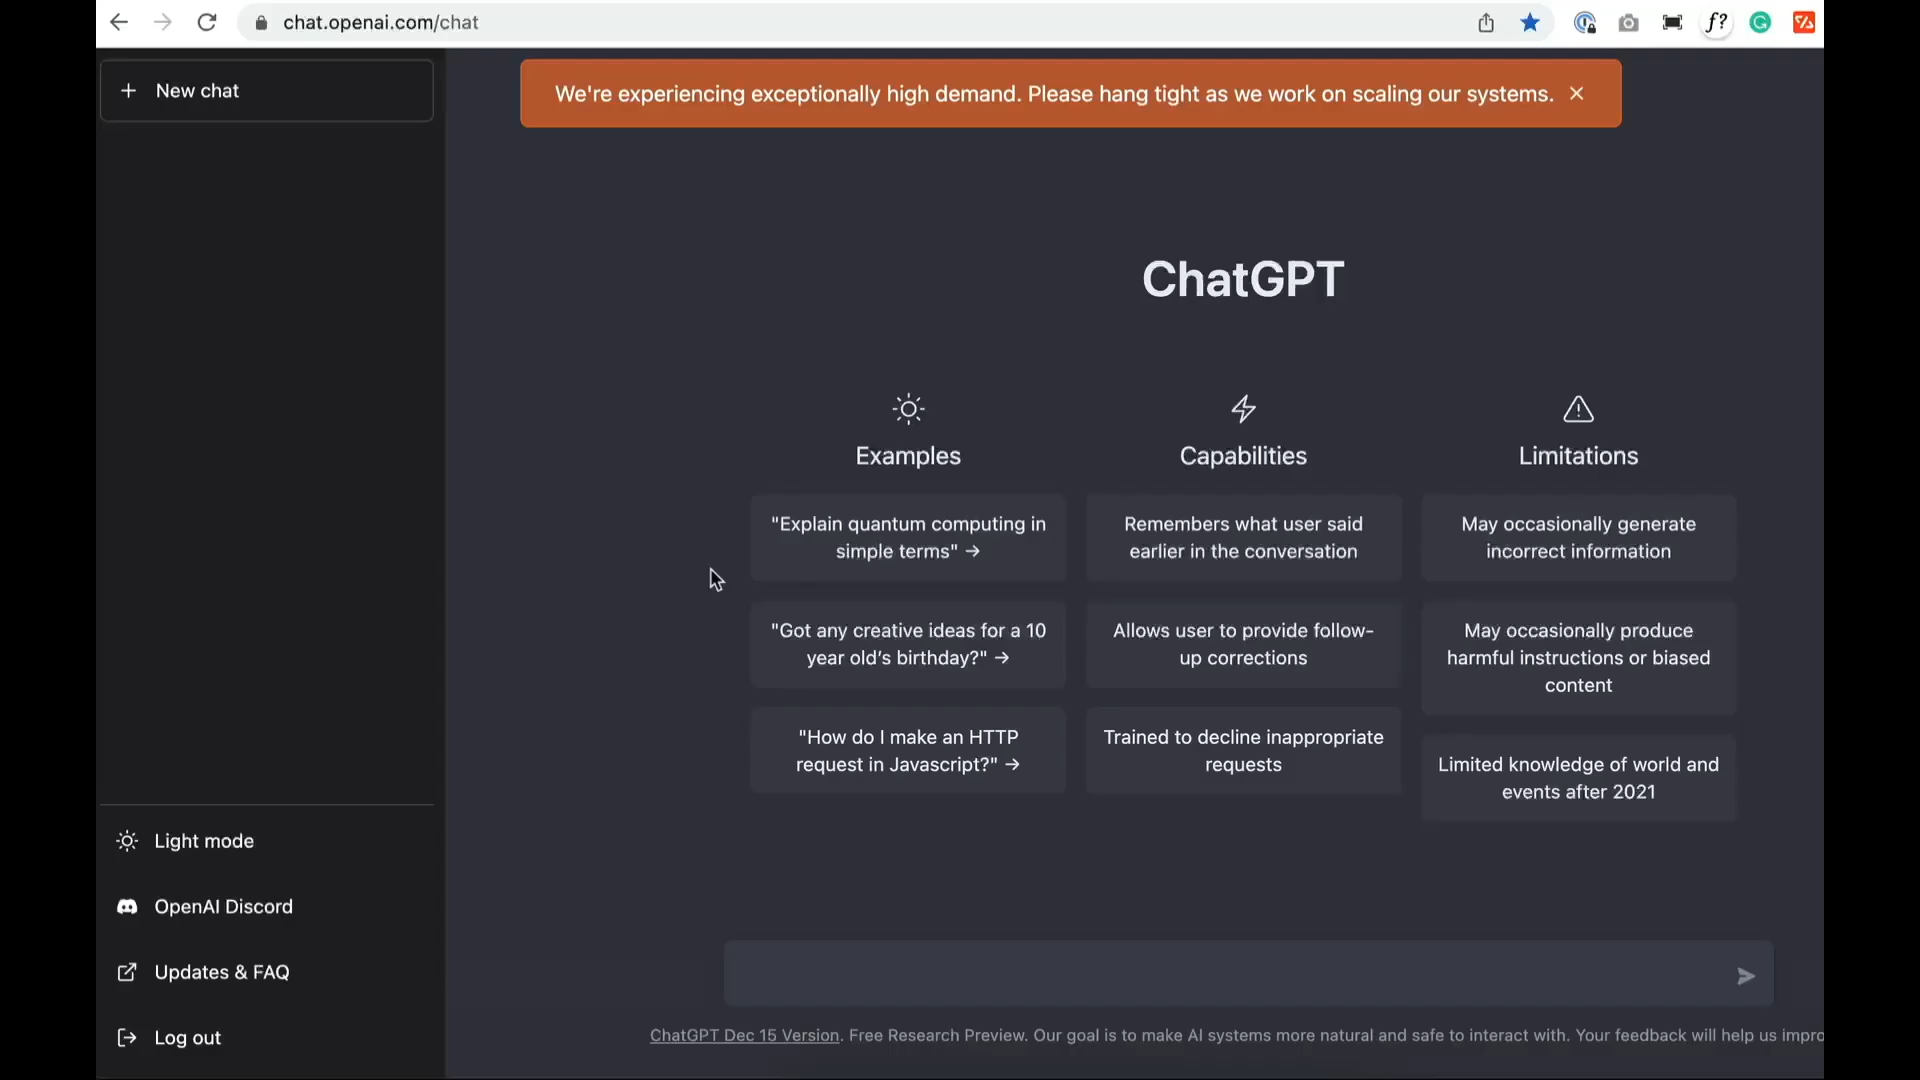 chat.openai.com/chat
f?
New chat
We're experiencing exceptionally high demand. Please hang tight as we work on scaling our systems.
ChatGPT
Examples
Capabilities
Limitations
"Explain quantum computing in
simple terms" →
Remembers what user said
earlier in the conversation
May occasionally generate
incorrect information
"Got any creative ideas for a 10
year old's birthday?" →
Allows user to provide follow-
up corrections
May occasionally produce
harmful instructions or biased
content
"How do I make an HTTP
request in Javascript?" →
Trained to decline inappropriate
requests
Limited knowledge of world and
events after 2021
Light mode
OpenAI Discord
Updates & FAQ
Log out
ChatGPT Dec 15 Version. Free Research Preview. Our goal is to make AI systems more natural and safe to interact with. Your feedback will help us impro